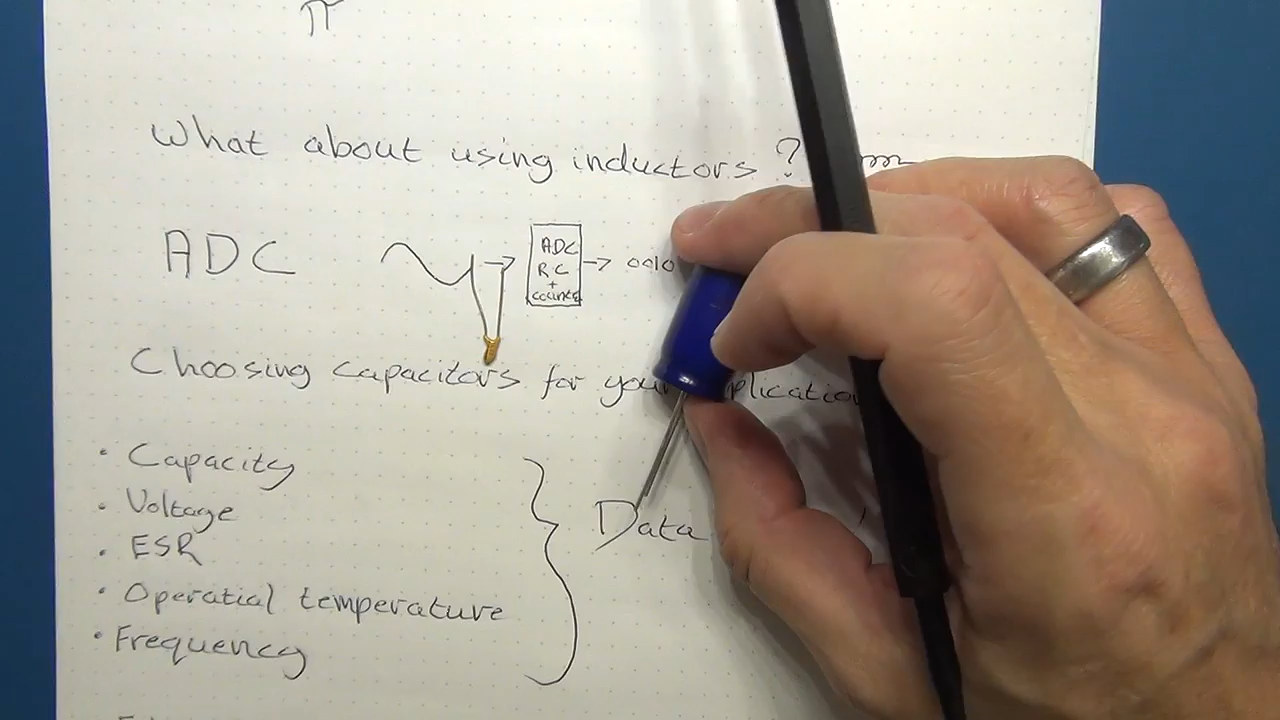 π
What about using inductors?
ADC
ADC
RC
+
→ 0010
Choosing capacitors for your
• Capacity
• Voltage
• ESR
• Operatial temperature
• Frequency
Data